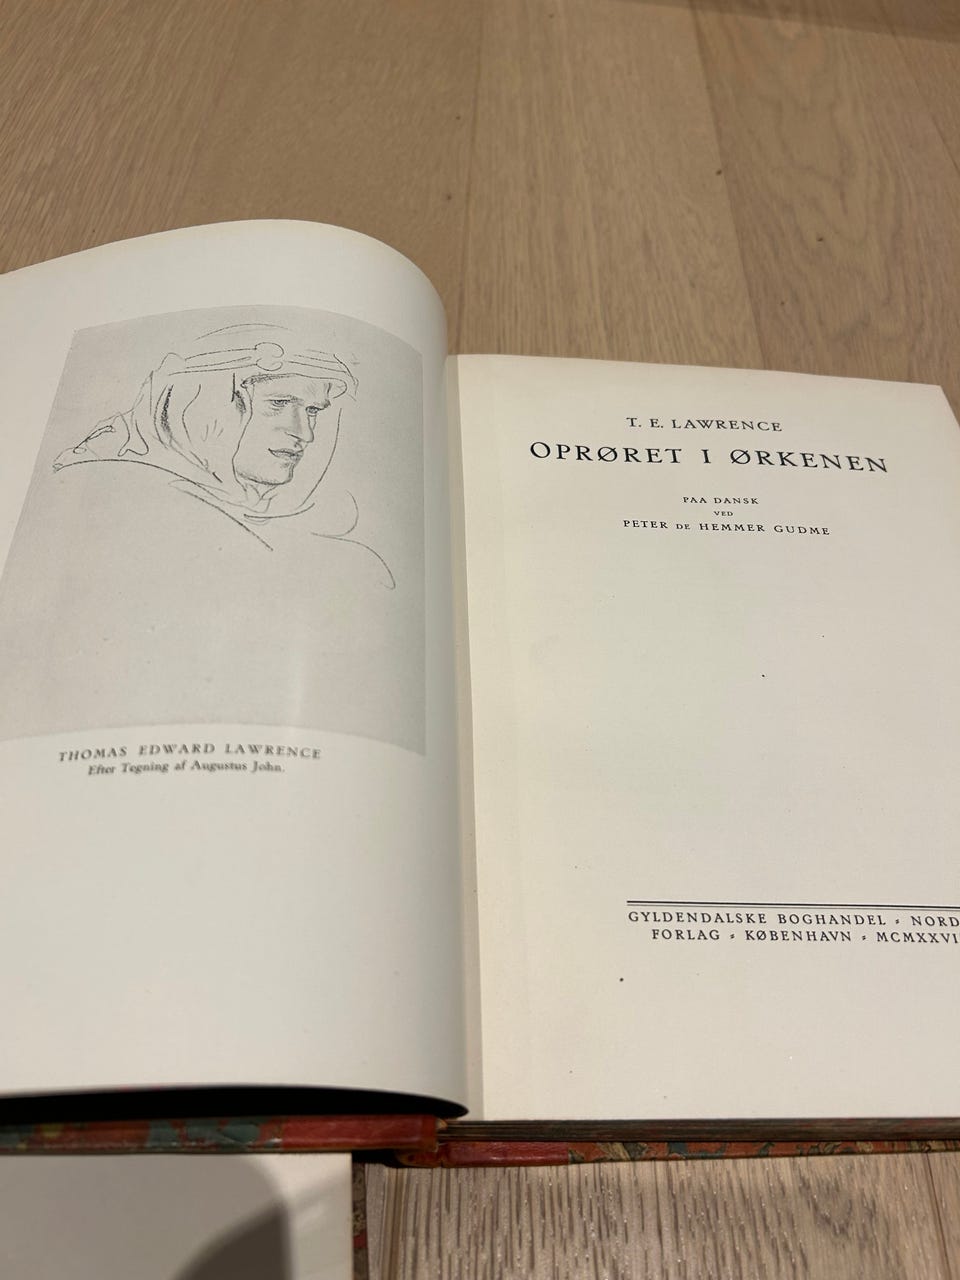 THOMAS EDWARD LAWRENCE
Efter Tegning af Augustus John.
T. E. LAWRENCE
OPRØRET I ØRKENEN
PAA DANSK
VED
PETER DE HEMMER GUDME
GYLDENDALSKE BOGHANDEL - NORD
FORLAG - KØBENHAVN - MCMXXVI